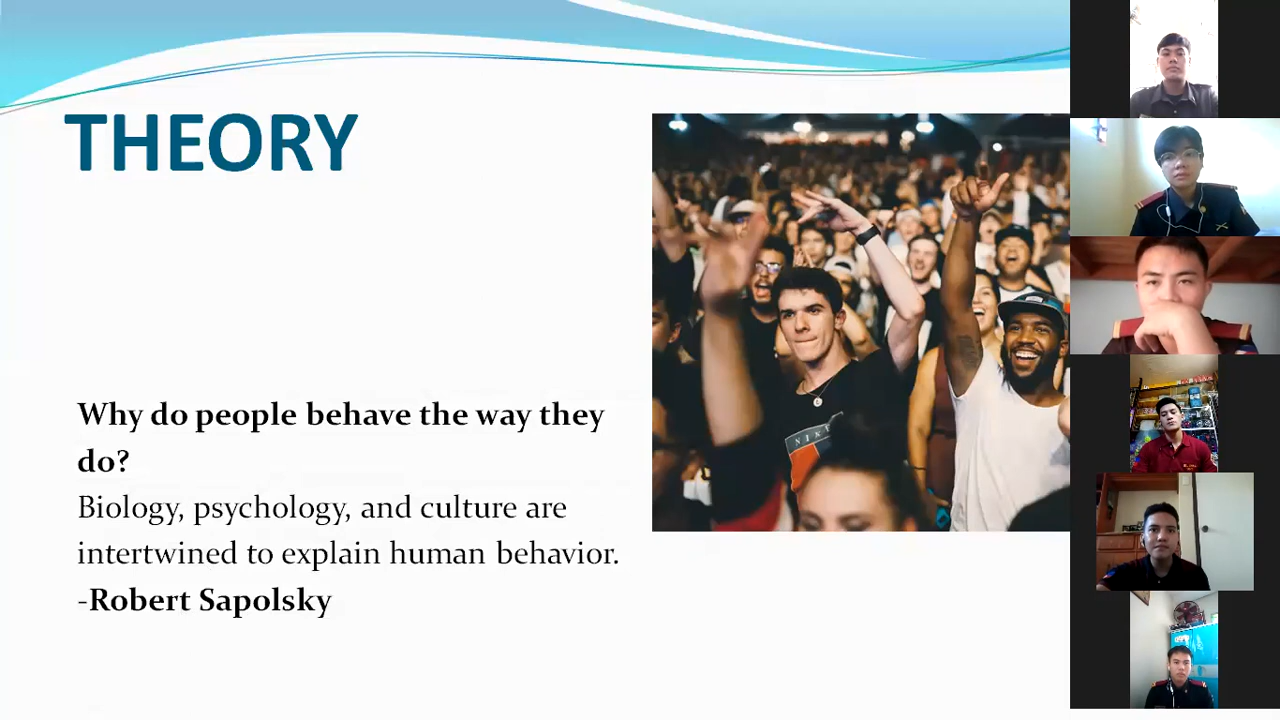 THEORY
Why do people behave the way they
do?
Biology, psychology, and culture are
intertwined to explain human behavior.
-Robert Sapolsky